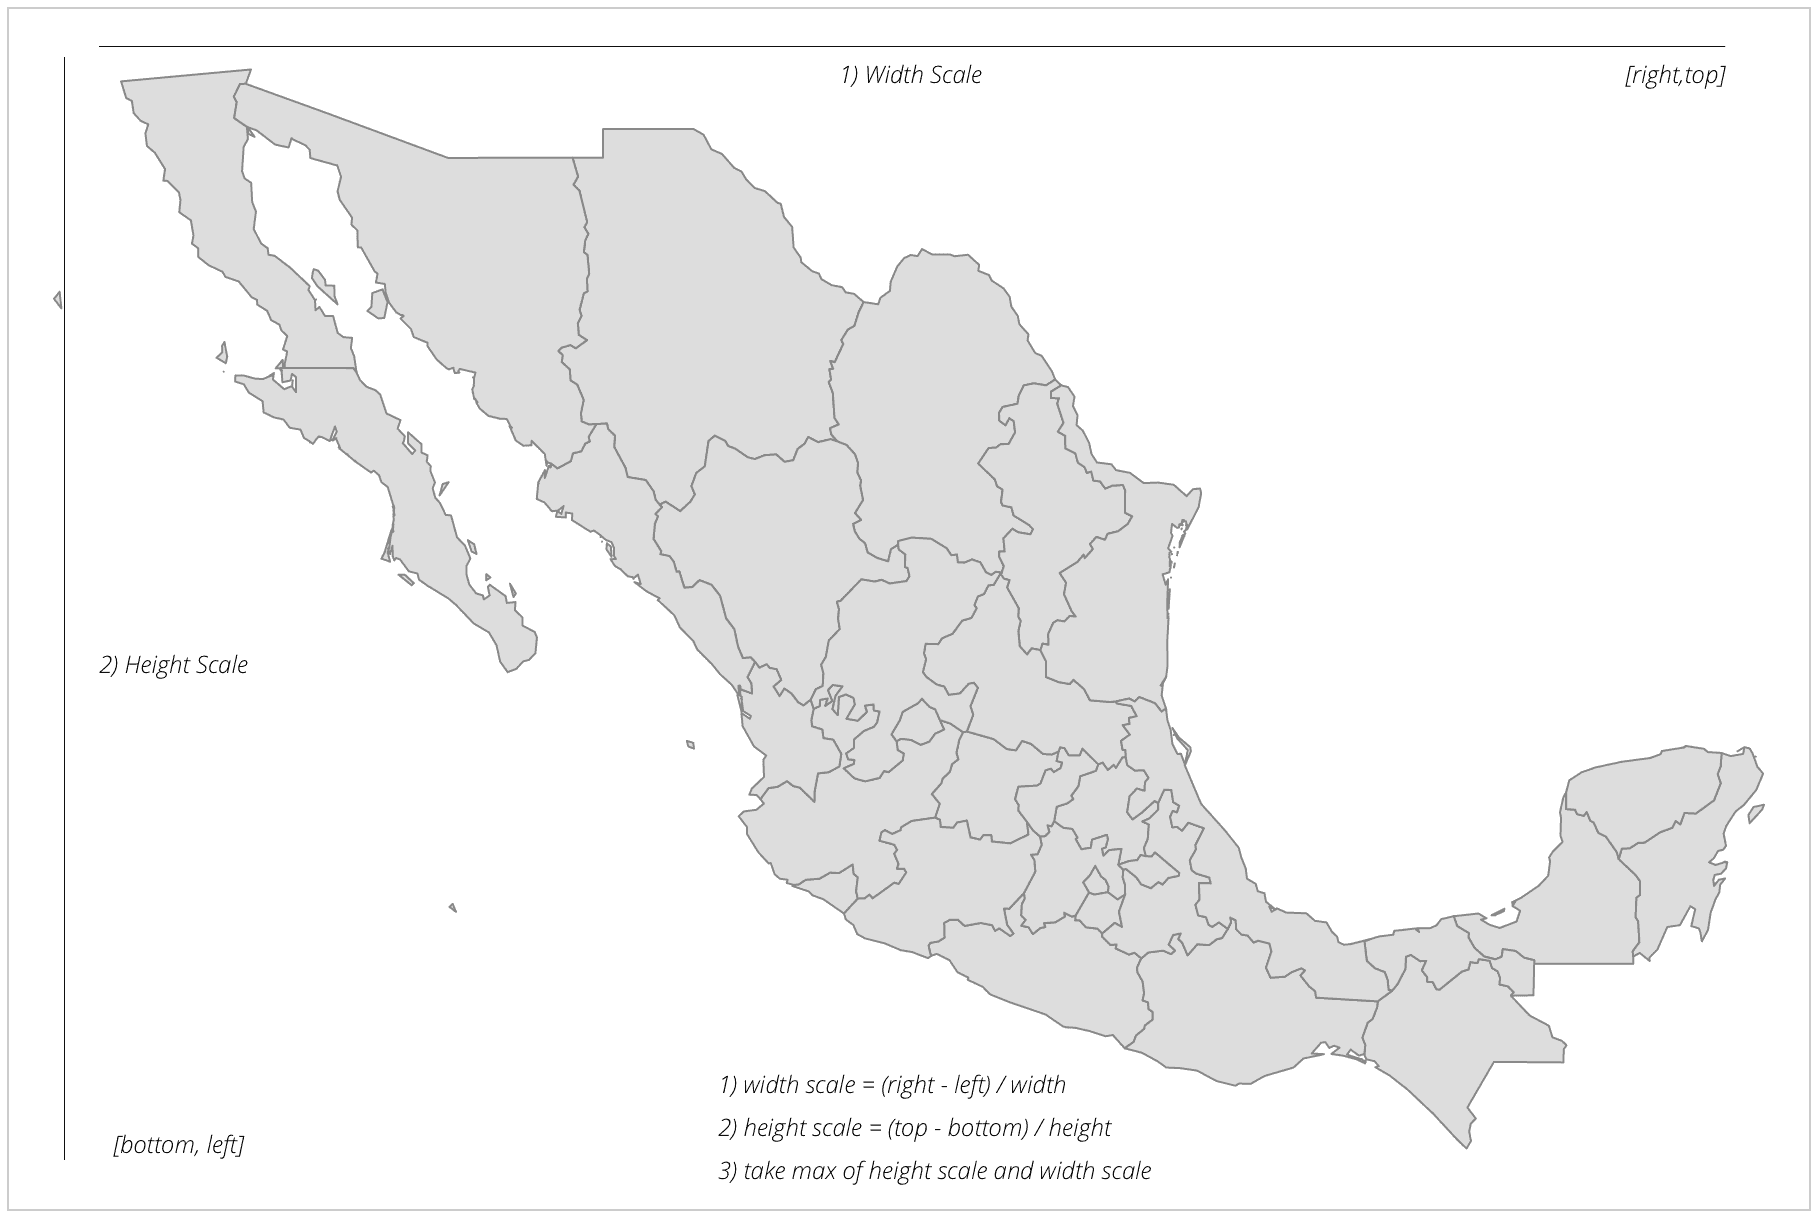 1) Width Scale
[right,top]
2) Height Scale
1) width scale = (right - left) / width
2) height scale = (top - bottom) / height
[bottom, left]
3) take max of height scale and width scale